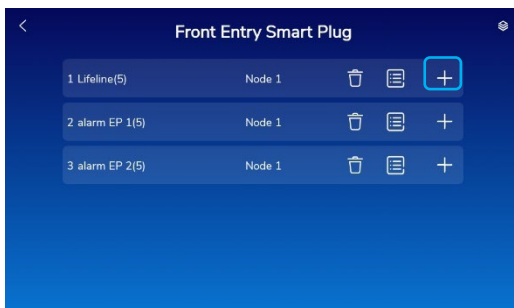 Front Entry Smart Plug
1 Lifeline(5) Node 1
2 alarm EP 1(5) Node 1
3 alarm EP 2(5) Node 1